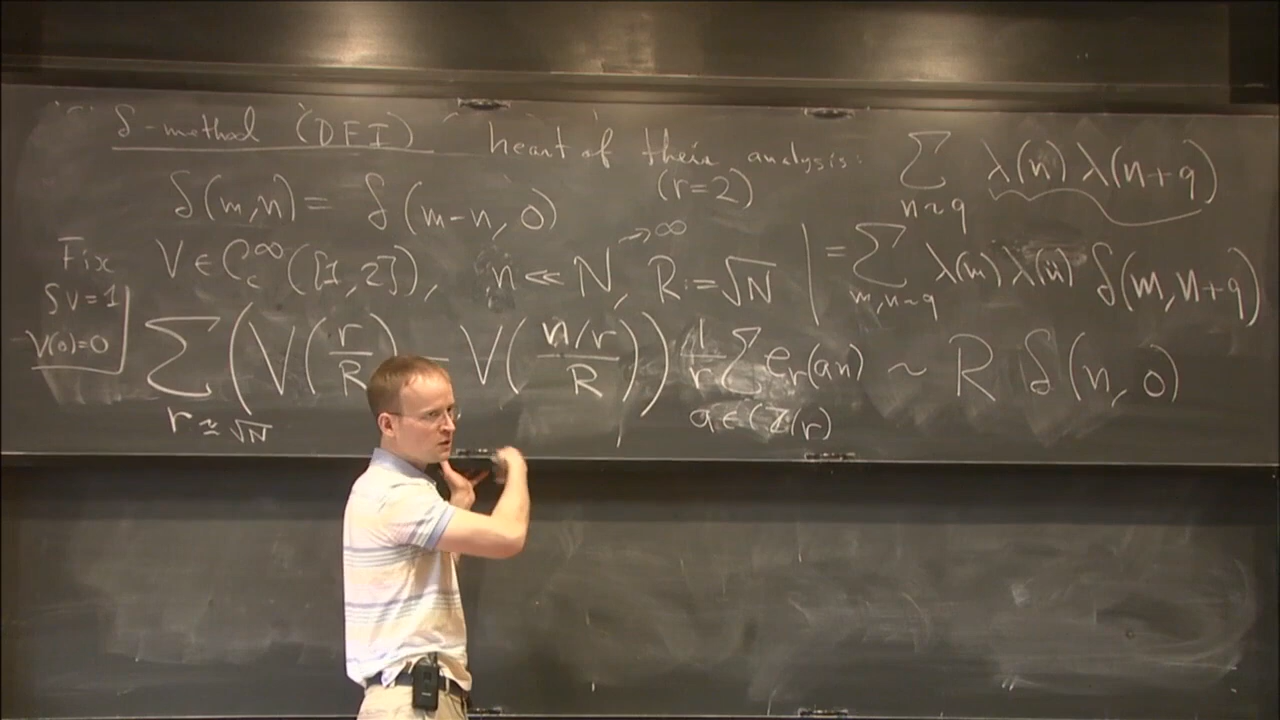 δ-method (DFI) heart of their analysis:
(r=2)
δ(m,n) = δ(m-n, 0)
Fix
∫V=1
V(0)=0
V ∈ C_c^∞([1,2]), n ≪ N, R := √N →∞
∑_{r≈√N} (V(r/R) - V((n/r)/R)) 1/r ∑_{a∈(Z/r)} e_r(an) ~ R δ(n,0)
∑_{n~q} λ(n) λ(n+q)
= ∑_{m,n~q} λ(m) λ(n) δ(m,n+q)